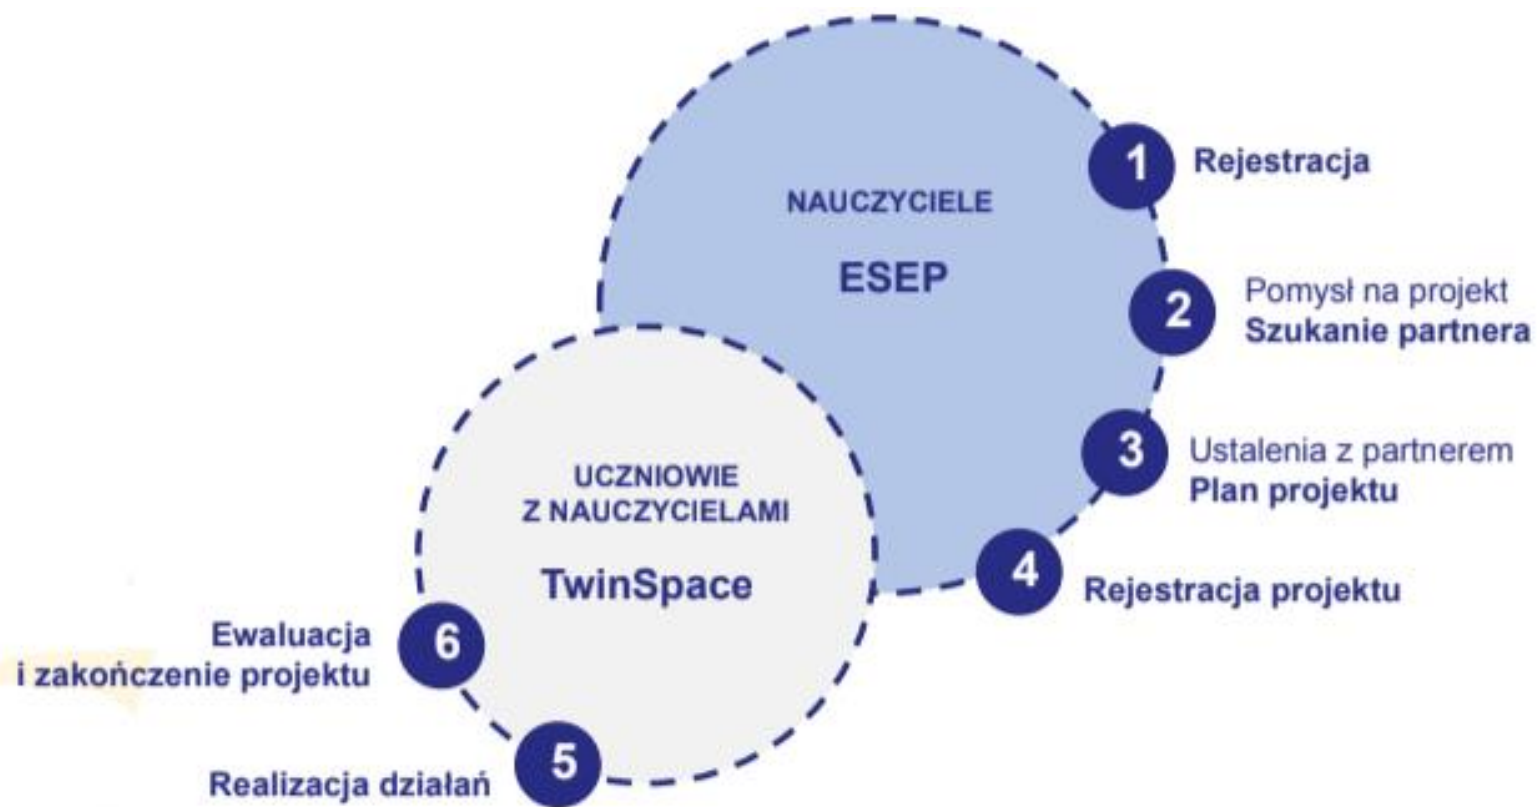 NAUCZYCIELE
ESEP
1
Rejestracja
2
Pomysł na projekt
Szukanie partnera
3
Ustalenia z partnerem
Plan projektu
4
Rejestracja projektu
UCZNIOWIE
Z NAUCZYCIELAMI
TwinSpace
5
Realizacja działań
6
Ewaluacja
i zakończenie projektu